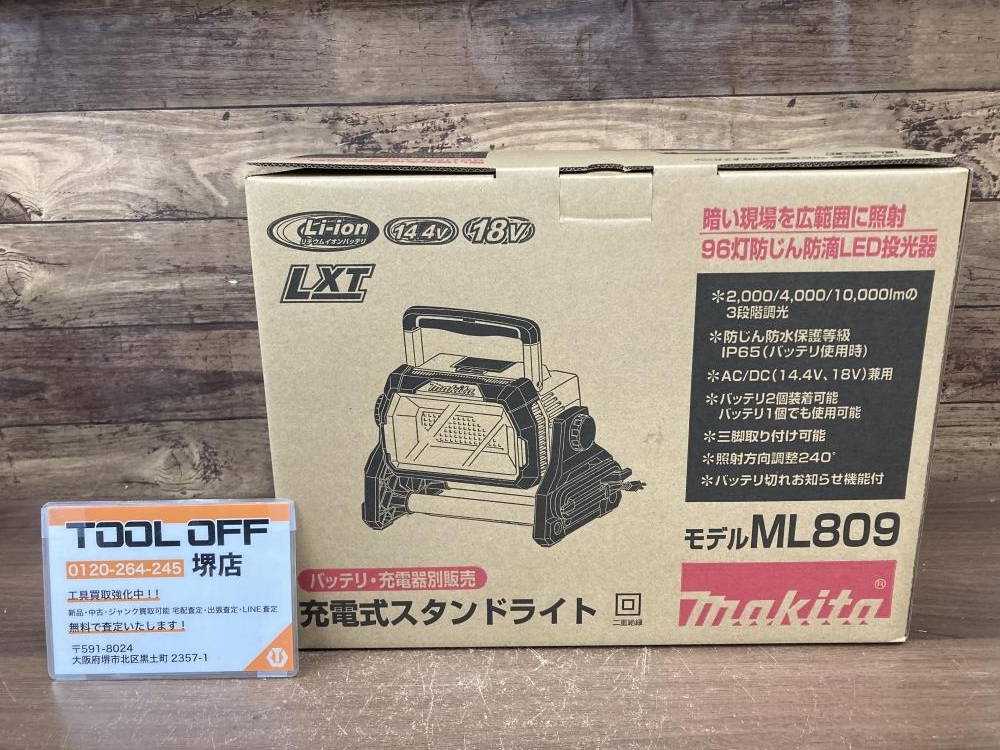 Li-ion
リチウムイオンバッテリ
14.4V
18V
LXT
暗い現場を広範囲に照射
96灯防じん防滴LED投光器
＊2,000/4,000/10,000lmの
3段階調光
＊防じん防水保護等級
IP65(バッテリ使用時)
＊AC/DC(14.4V、18V)兼用
＊バッテリ2個装着可能
バッテリ1個でも使用可能
＊三脚取り付け可能
＊照射方向調整240°
＊バッテリ切れお知らせ機能付
makita
モデルML809
バッテリ・充電器別販売
充電式スタンドライト
二重絶縁
makita®
TOOL OFF
0120-264-245 堺店
工具買取強化中!!
新品・中古・ジャンク買取可能 宅配査定・出張査定・LINE査定
無料で査定いたします!
〒591-8024
大阪府堺市北区黒土町2357-1